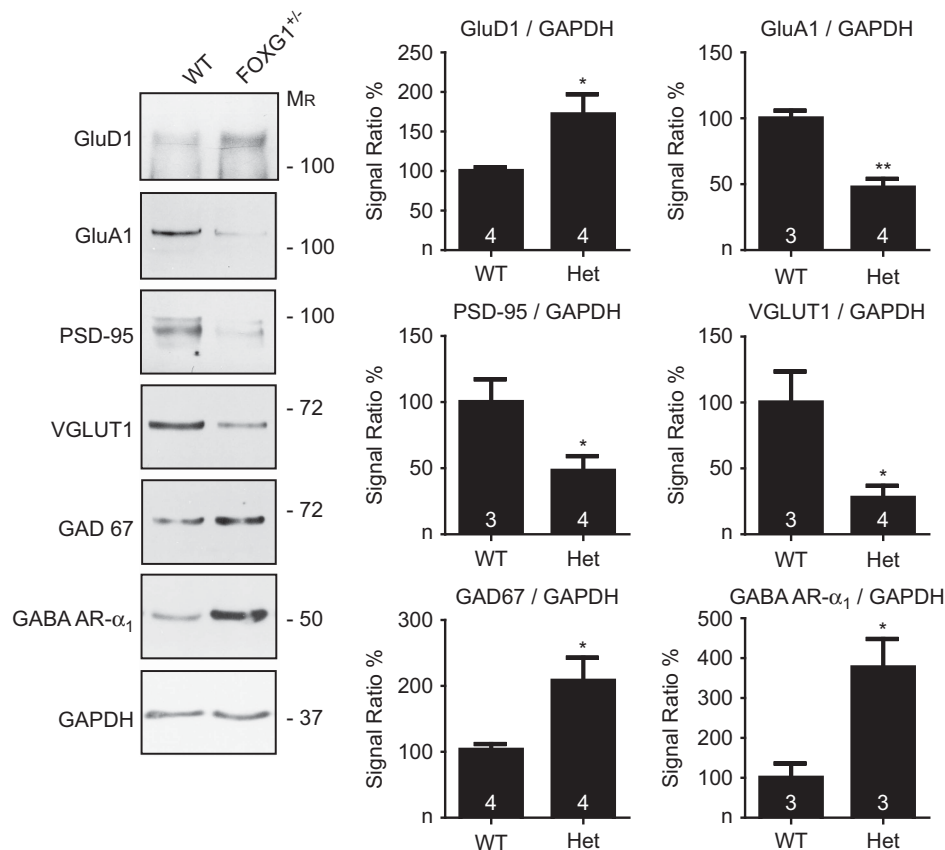 WT FOXG1+/-
MR
GluD1
- 100
GluA1
- 100
PSD-95
- 100
VGLUT1
- 72
GAD 67
- 72
GABA AR-α1
- 50
GAPDH
- 37
GluD1 / GAPDH
Signal Ratio %
250
200
150
100
50
n
4 4
*
WT Het
GluA1 / GAPDH
Signal Ratio %
150
100
50
n
3 4
**
WT Het
PSD-95 / GAPDH
Signal Ratio %
150
100
50
n
3 4
*
WT Het
VGLUT1 / GAPDH
Signal Ratio %
150
100
50
n
3 4
*
WT Het
GAD67 / GAPDH
Signal Ratio %
300
200
100
n
4 4
*
WT Het
GABA AR-α1 / GAPDH
Signal Ratio %
500
400
300
200
100
n
3 3
*
WT Het